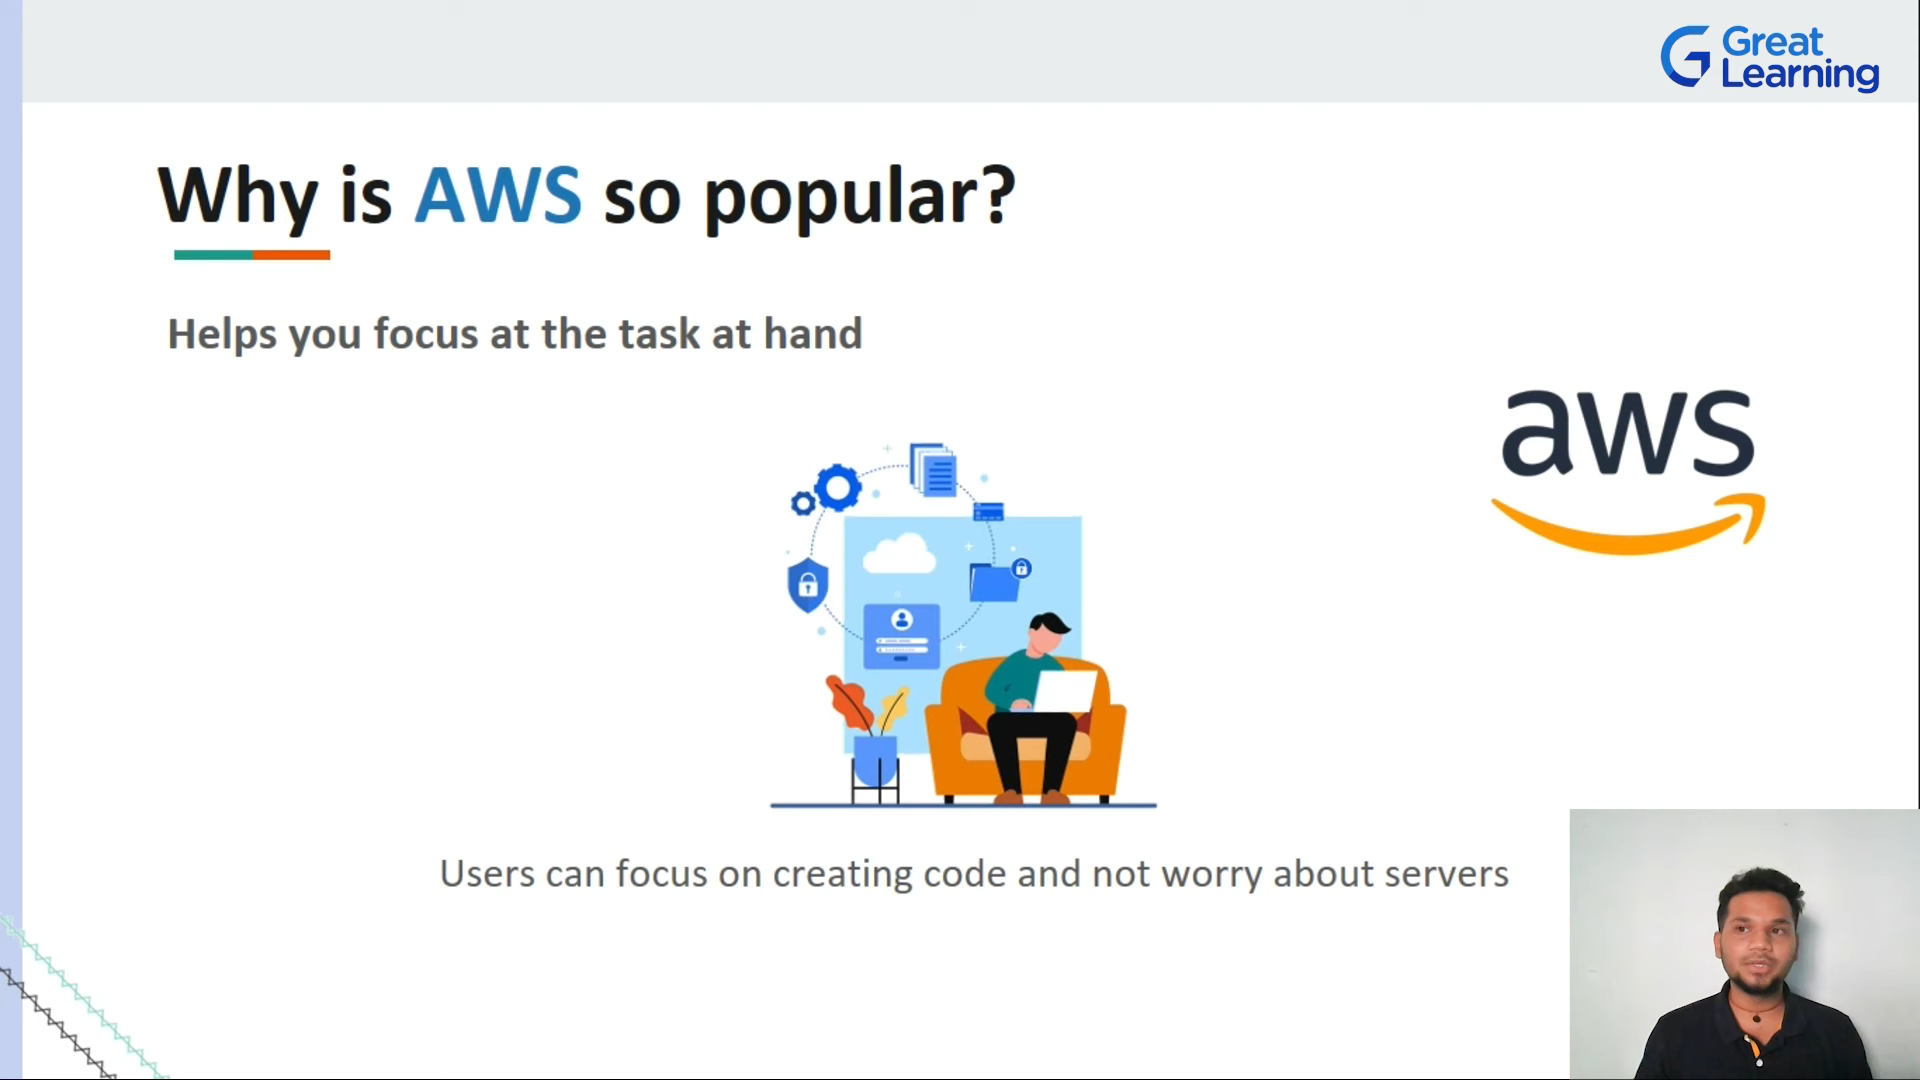 Great
Learning
Why is AWS so popular?
Helps you focus at the task at hand
aws
Users can focus on creating code and not worry about servers